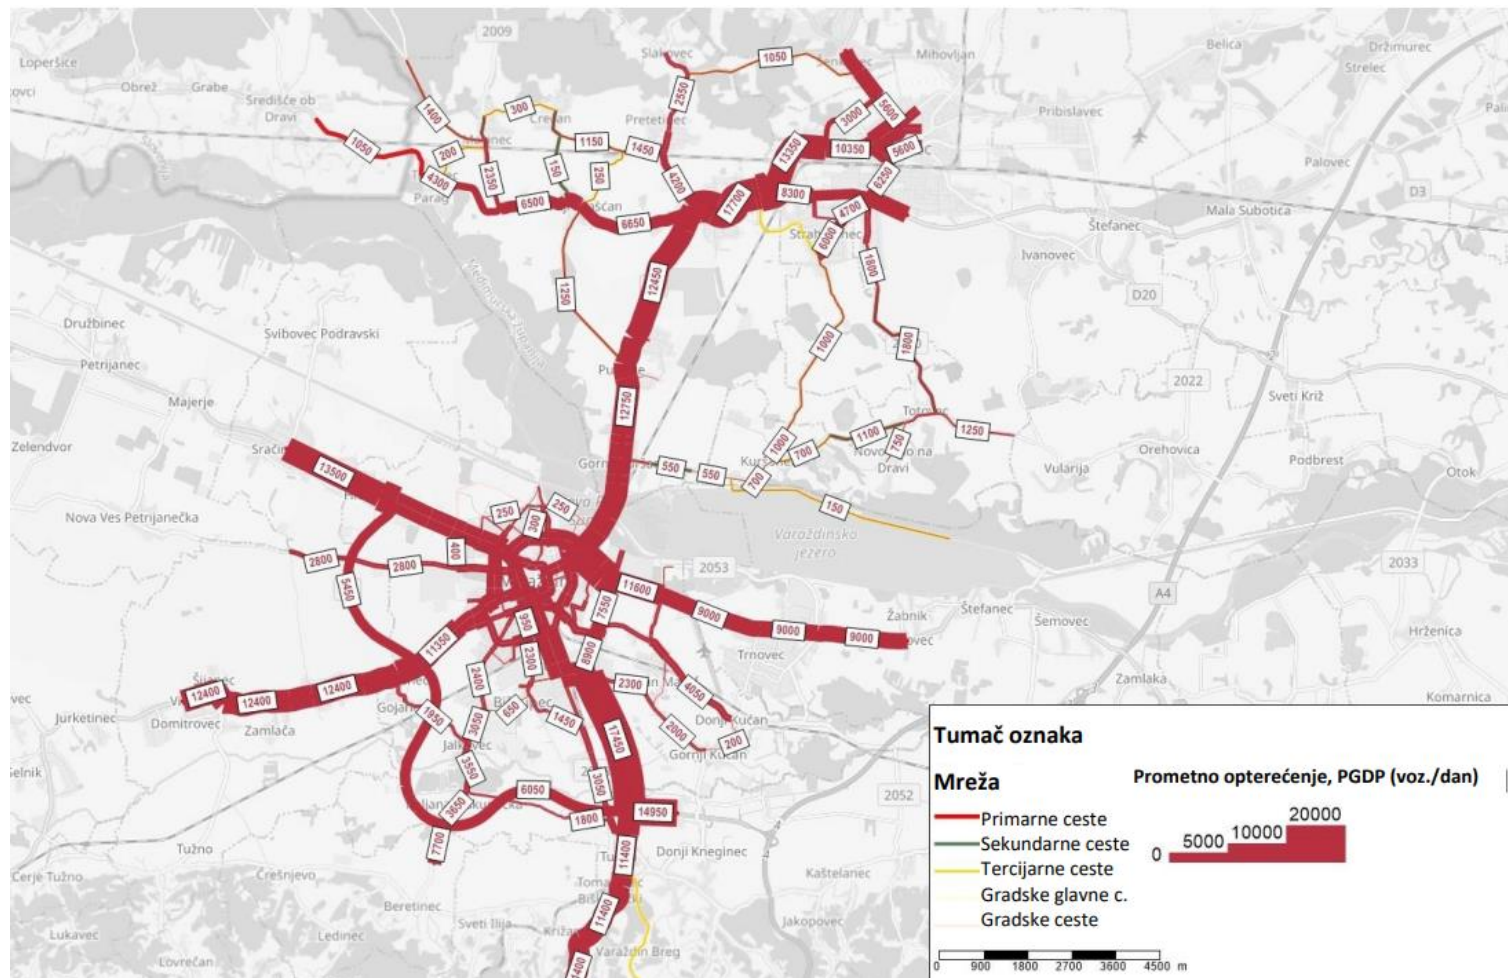 2009
Slakovec
Mihovljan
Belica
Držimurec
Strelec
Loperšice
Obrež
Grabe
Središče ob
Dravi
1050
1400
300
2550
5600
3000
Pribislavec
Pretetinec
200
1150
1450
13350
10350
5600
Palovec
1050
4300
2350
150
250
4200
6250
Parag
6500
17700
8300
4700
D3
Mala Subotica
6650
6000
Štefanec
Ivanovec
12450
1800
1250
D20
Družbinec
Svibovec Podravski
1000
1800
Petrijanec
2022
Majerje
12750
Sveti Križ
Totovec
Zelendvor
1250
1000
1100
750
Orehovica
13500
550
550
700
Dravi
Vularija
Podbrest
Otok
700
150
250
250
300
Nova Ves Petrijanečka
Varaždinsko
jezero
400
2800
2800
2053
2033
5450
11600
A4
7550
9000
9000
9000
Žabnik
Štefanec
Šemovec
Hrženica
950
11350
8900
Trnovec
2300
2400
2300
4050
Zamlaka
12400
12400
12400
Komarnica
Jurketinec
Domitrovec
Zamlača
1950
3050
650
1450
2000
200
Donji Kućan
Gornji Kućan
17450
3550
3050
6050
3650
1800
14950
2052
7700
11400
Tužno
Donji Kneginec
Cerje Tužno
Črešnjevo
Kaštelanec
Beretinec
Sveti Ilija
11400
Jakopovec
Lukavec
Ledinec
Varaždin Breg
Lovrečan
Tumač oznaka
Mreža
Prometno opterećenje, PGDP (voz./dan)
Primarne ceste
Sekundarne ceste
Tercijarne ceste
Gradske glavne c.
Gradske ceste
0 5000 10000 20000
0 900 1800 2700 3600 4500 m